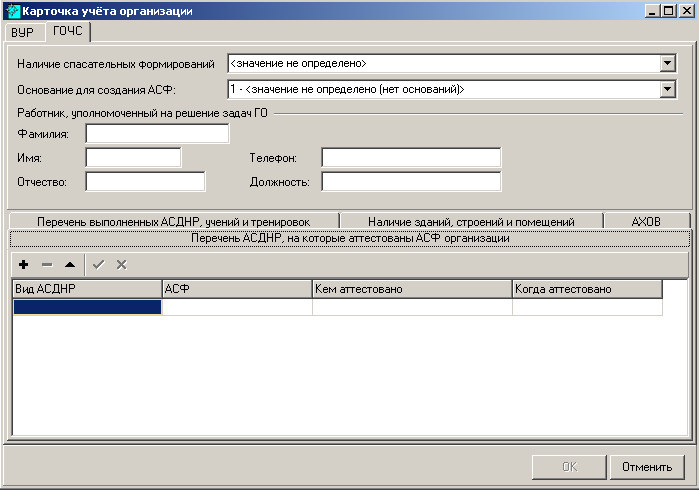 Карточка учёта организации
ВУР ГОЧС
Наличие спасательных формирований <значение не определено>
Основание для создания АСФ: 1 - <значение не определено (нет оснований)>
Работник, уполномоченный на решение задач ГО
Фамилия:
Имя: Телефон:
Отчество: Должность:
Перечень выполненных АСДНР, учений и тренировок Наличие зданий, строений и помещений АХОВ
Перечень АСДНР, на которые аттестованы АСФ организации
Вид АСДНР АСФ Кем аттестовано Когда аттестовано
OK Отменить